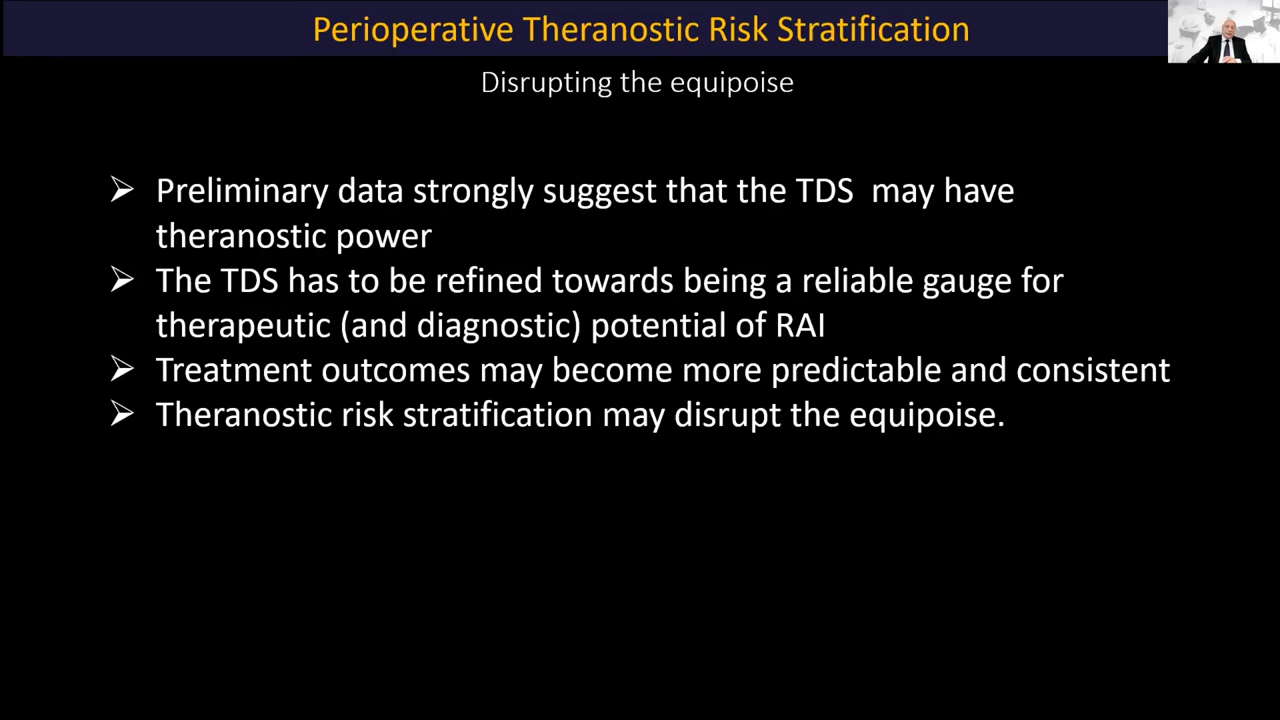 Perioperative Theranostic Risk Stratification
Disrupting the equipoise
➢ Preliminary data strongly suggest that the TDS may have
theranostic power
➢ The TDS has to be refined towards being a reliable gauge for
therapeutic (and diagnostic) potential of RAI
➢ Treatment outcomes may become more predictable and consistent
➢ Theranostic risk stratification may disrupt the equipoise.